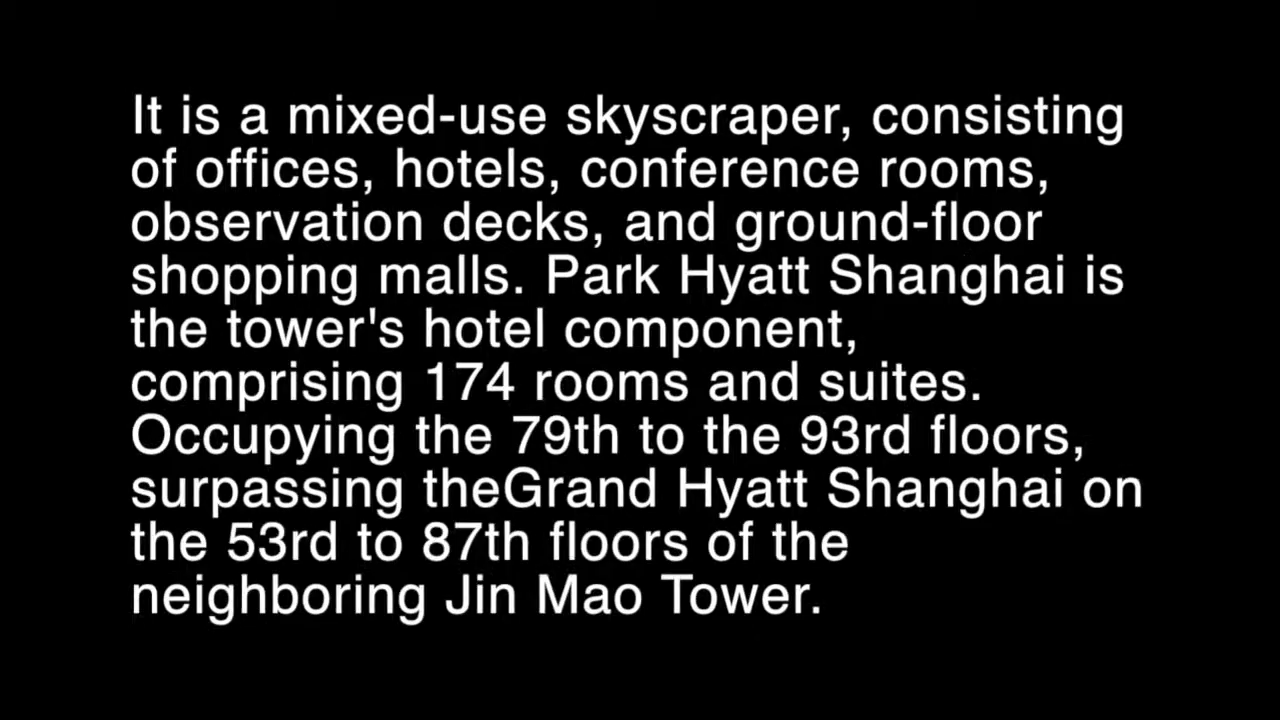 It is a mixed-use skyscraper, consisting
of offices, hotels, conference rooms,
observation decks, and ground-floor
shopping malls. Park Hyatt Shanghai is
the tower's hotel component,
comprising 174 rooms and suites.
Occupying the 79th to the 93rd floors,
surpassing theGrand Hyatt Shanghai on
the 53rd to 87th floors of the
neighboring Jin Mao Tower.